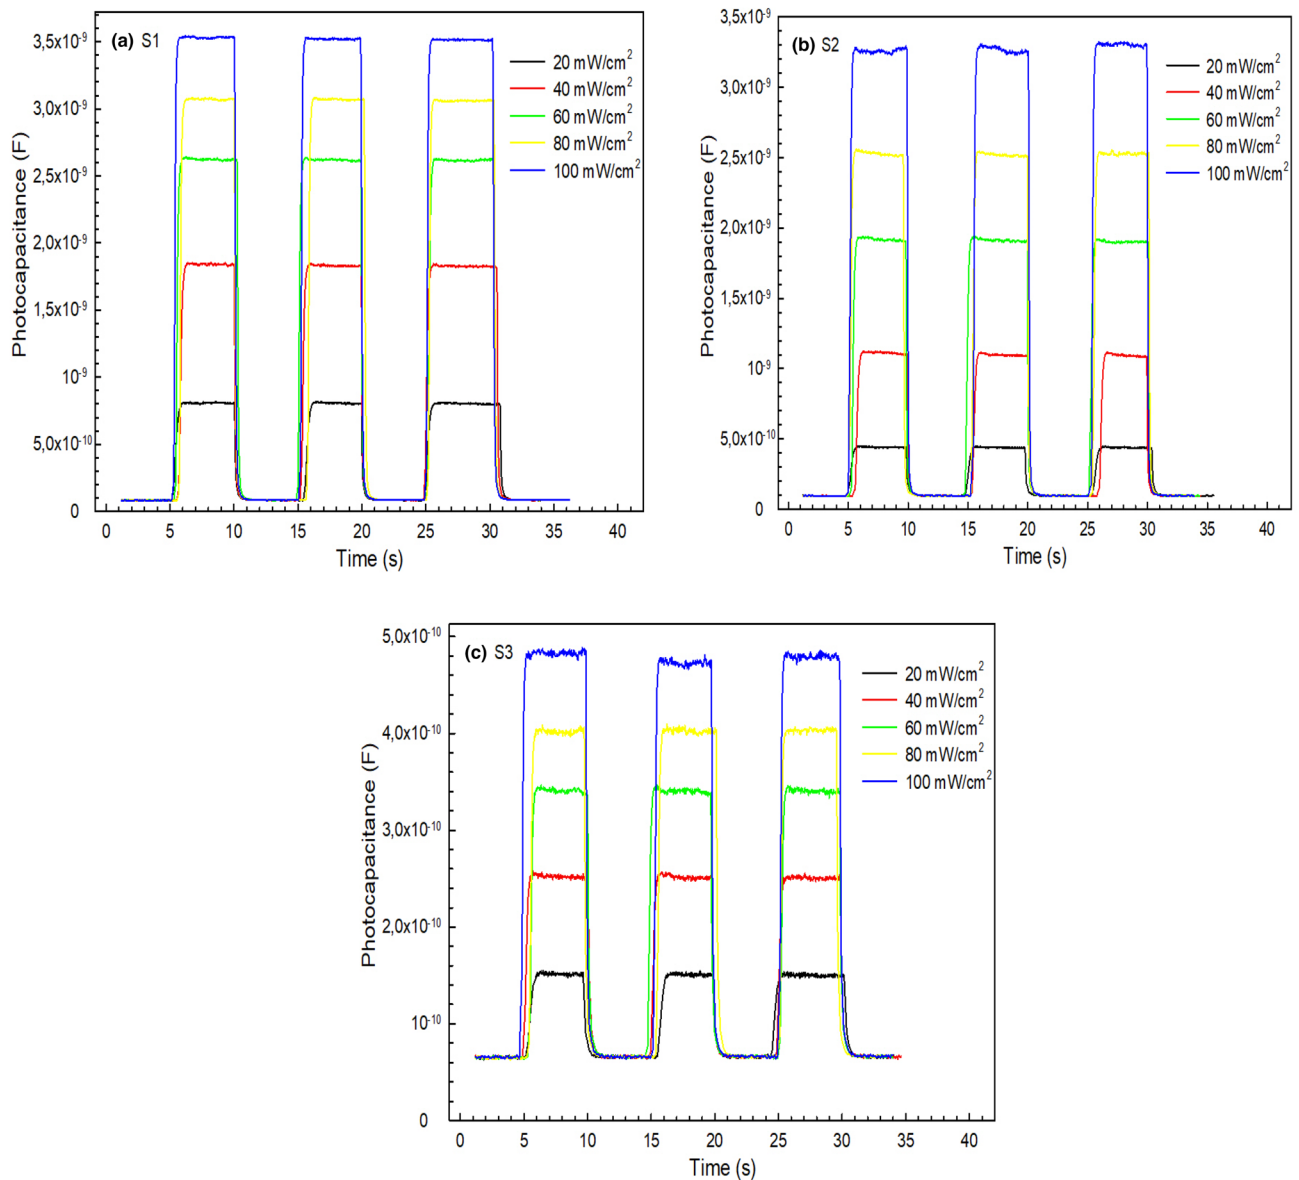 (a) S1
20 mW/cm²
40 mW/cm²
60 mW/cm²
80 mW/cm²
100 mW/cm²
Photocapacitance (F)
3,5x10⁻⁹
3,0x10⁻⁹
2,5x10⁻⁹
2,0x10⁻⁹
1,5x10⁻⁹
10⁻⁹
5,0x10⁻¹⁰
0
0 5 10 15 20 25 30 35 40
Time (s)
(b) S2
20 mW/cm²
40 mW/cm²
60 mW/cm²
80 mW/cm²
100 mW/cm²
Photocapacitance (F)
3,5x10⁻⁹
3,0x10⁻⁹
2,5x10⁻⁹
2,0x10⁻⁹
1,5x10⁻⁹
10⁻⁹
5,0x10⁻¹⁰
0
0 5 10 15 20 25 30 35 40
Time (s)
(c) S3
20 mW/cm²
40 mW/cm²
60 mW/cm²
80 mW/cm²
100 mW/cm²
Photocapacitance (F)
5,0x10⁻¹⁰
4,0x10⁻¹⁰
3,0x10⁻¹⁰
2,0x10⁻¹⁰
10⁻¹⁰
0
0 5 10 15 20 25 30 35 40
Time (s)